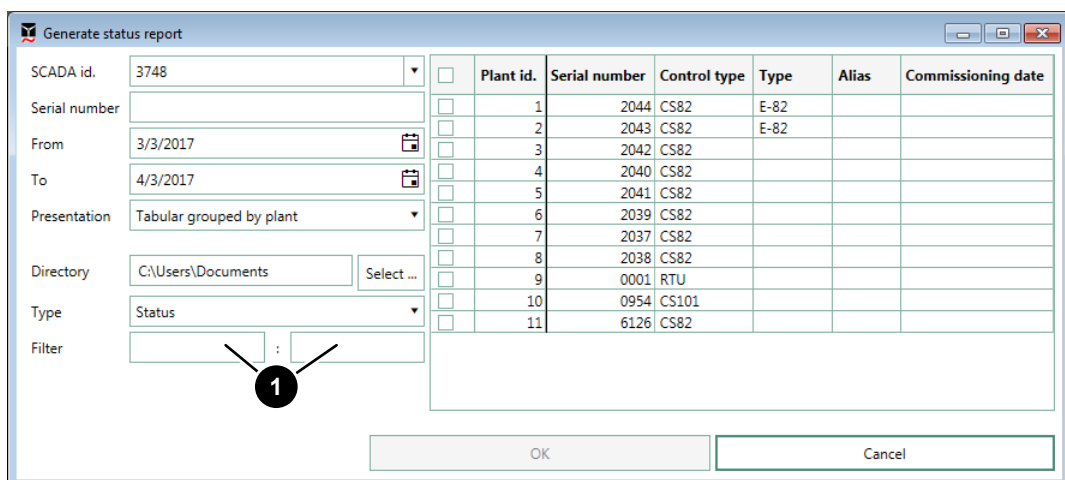 Generate status report
SCADA id. 3748
Serial number
From 3/3/2017
To 4/3/2017
Presentation Tabular grouped by plant
Directory C:\Users\Documents Select ...
Type Status
Filter :
1
Plant id. Serial number Control type Type Alias Commissioning date
1 2044 CS82 E-82
2 2043 CS82 E-82
3 2042 CS82
4 2040 CS82
5 2041 CS82
6 2039 CS82
7 2037 CS82
8 2038 CS82
9 0001 RTU
10 0954 CS101
11 6126 CS82
OK Cancel